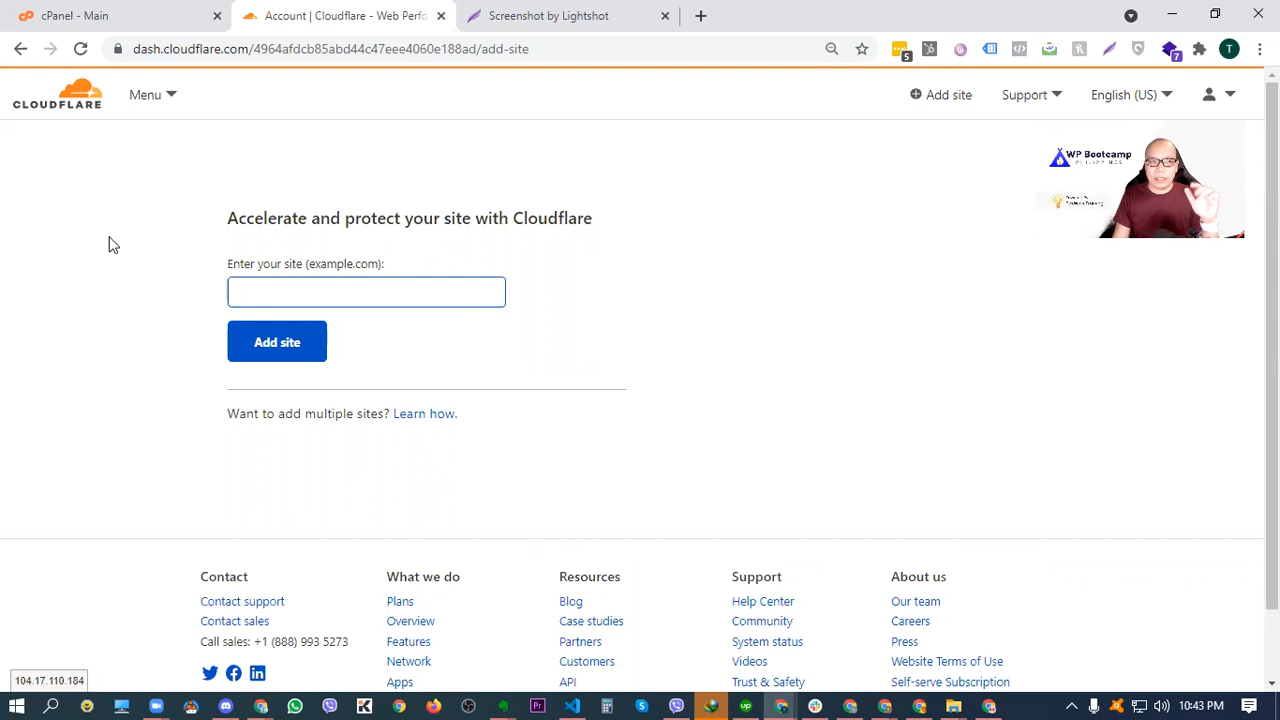 cPanel - Main
Account | Cloudflare - Web Perfo
Screenshot by Lightshot
dash.cloudflare.com/4964afdcb85abd44c47eee4060e188ad/add-site
5
7
T
CLOUDFLARE
Menu
Add site
Support
English (US)
WP Bootcamp
PHILIPPINES
Accelerate and protect your site with Cloudflare
Enter your site (example.com):
Add site
Want to add multiple sites? Learn how.
Contact
What we do
Resources
Support
About us
Contact support
Plans
Blog
Help Center
Our team
Contact sales
Overview
Case studies
Community
Careers
Call sales: +1 (888) 993 5273
Features
Partners
System status
Press
Network
Customers
Videos
Website Terms of Use
Apps
API
Trust & Safety
Self-serve Subscription
104.17.110.184
10:43 PM